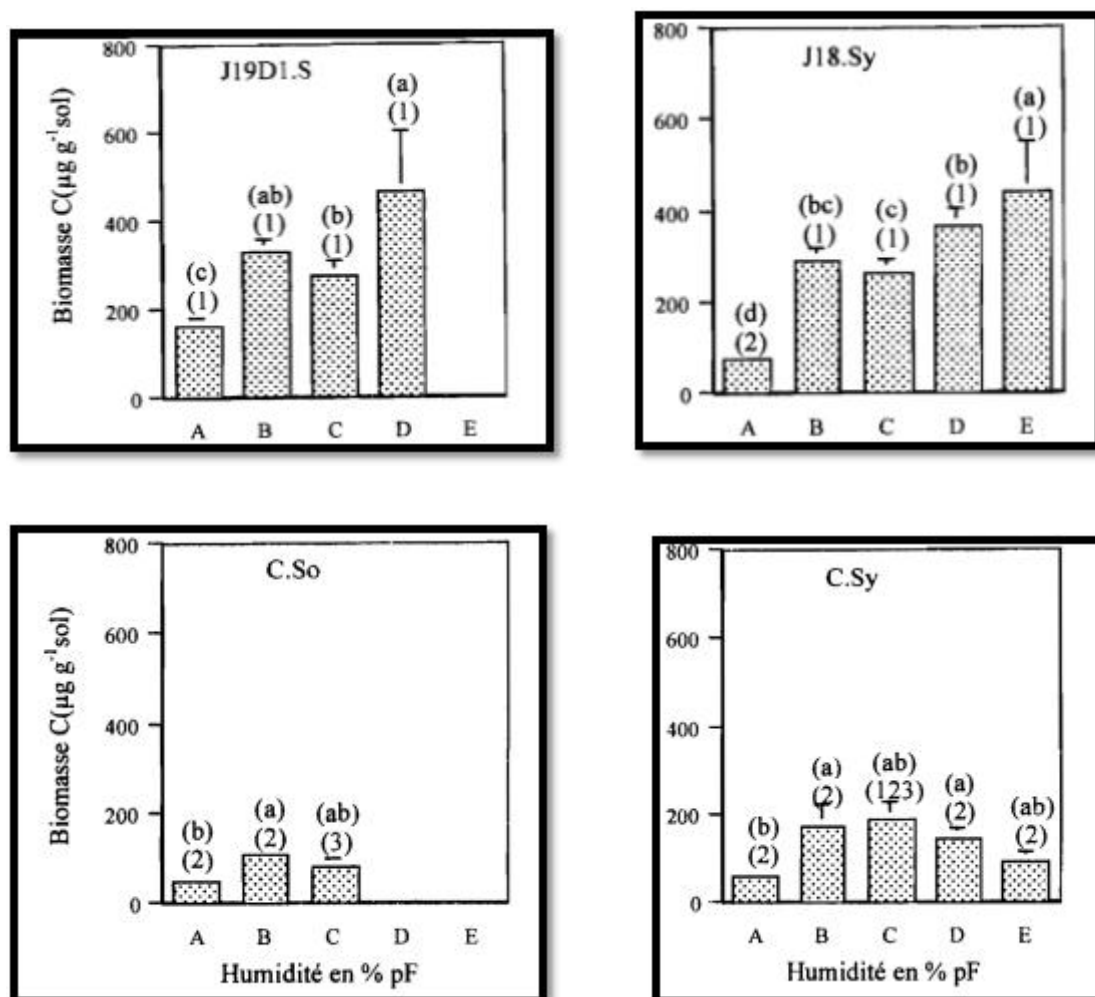 J19D1.S
Biomasse C(µg g⁻¹sol)
800
600
400
200
0
(c)
(1)
(ab)
(1)
(b)
(1)
(a)
(1)
A B C D E
J18.Sy
800
600
400
200
0
(d)
(2)
(bc)
(1)
(c)
(1)
(b)
(1)
(a)
(1)
A B C D E
C.So
Biomasse C(µg g⁻¹sol)
800
600
400
200
0
(b)
(2)
(a)
(2)
(ab)
(3)
A B C D E
Humidité en % pF
C.Sy
800
600
400
200
0
(b)
(2)
(a)
(2)
(ab)
(123)
(a)
(2)
(ab)
(2)
A B C D E
Humidité en % pF